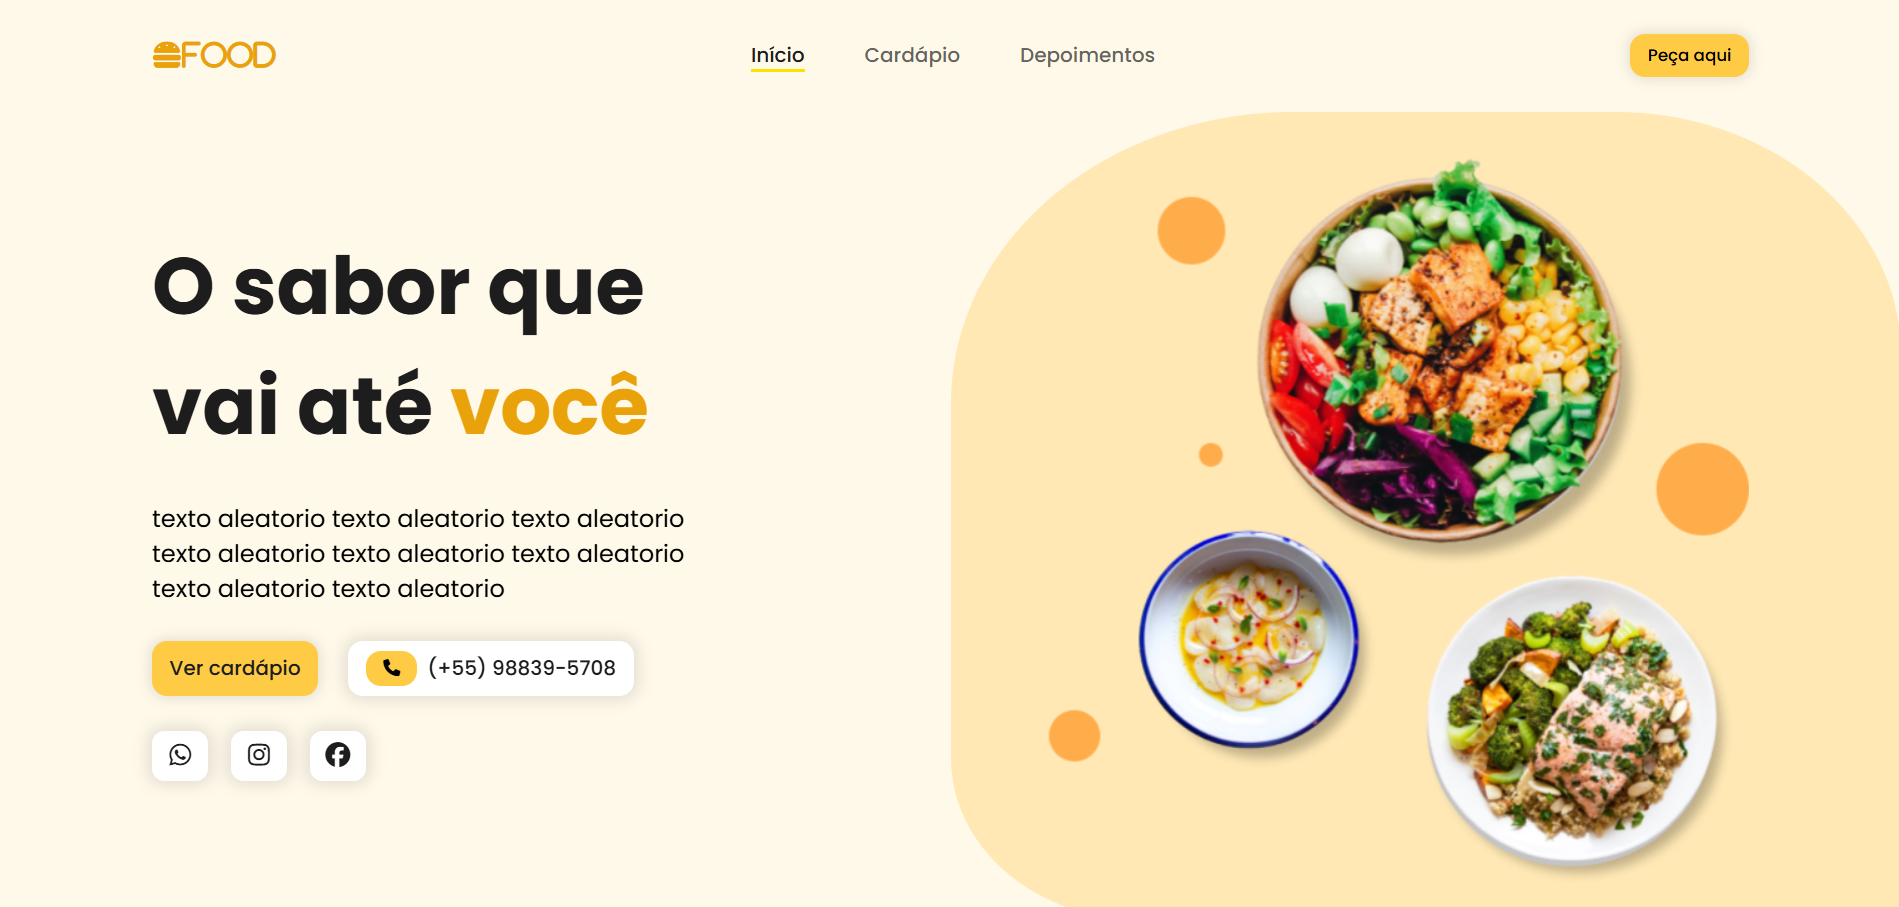 FOOD
Início
Cardápio
Depoimentos
Peça aqui
O sabor que
vai até você
texto aleatorio texto aleatorio texto aleatorio
texto aleatorio texto aleatorio texto aleatorio
texto aleatorio texto aleatorio
Ver cardápio
(+55) 98839-5708